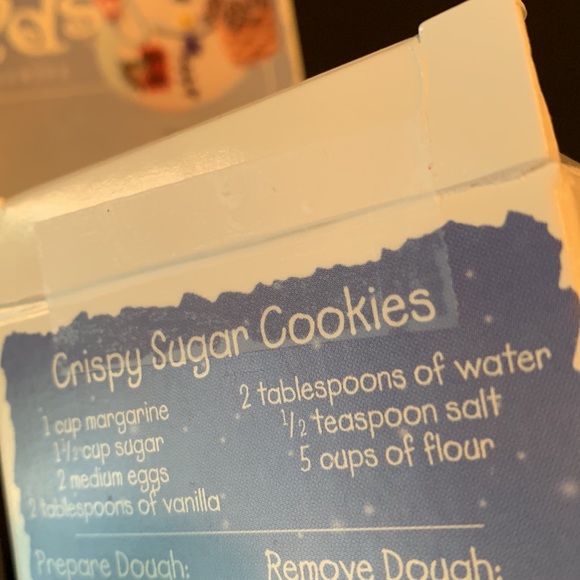 Crispy Sugar Cookies
1 cup margarine
1 1/2 cup sugar
2 medium eggs
2 tablespoons of vanilla
2 tablespoons of water
1/2 teaspoon salt
5 cups of flour
Prepare Dough:
Remove Dough: